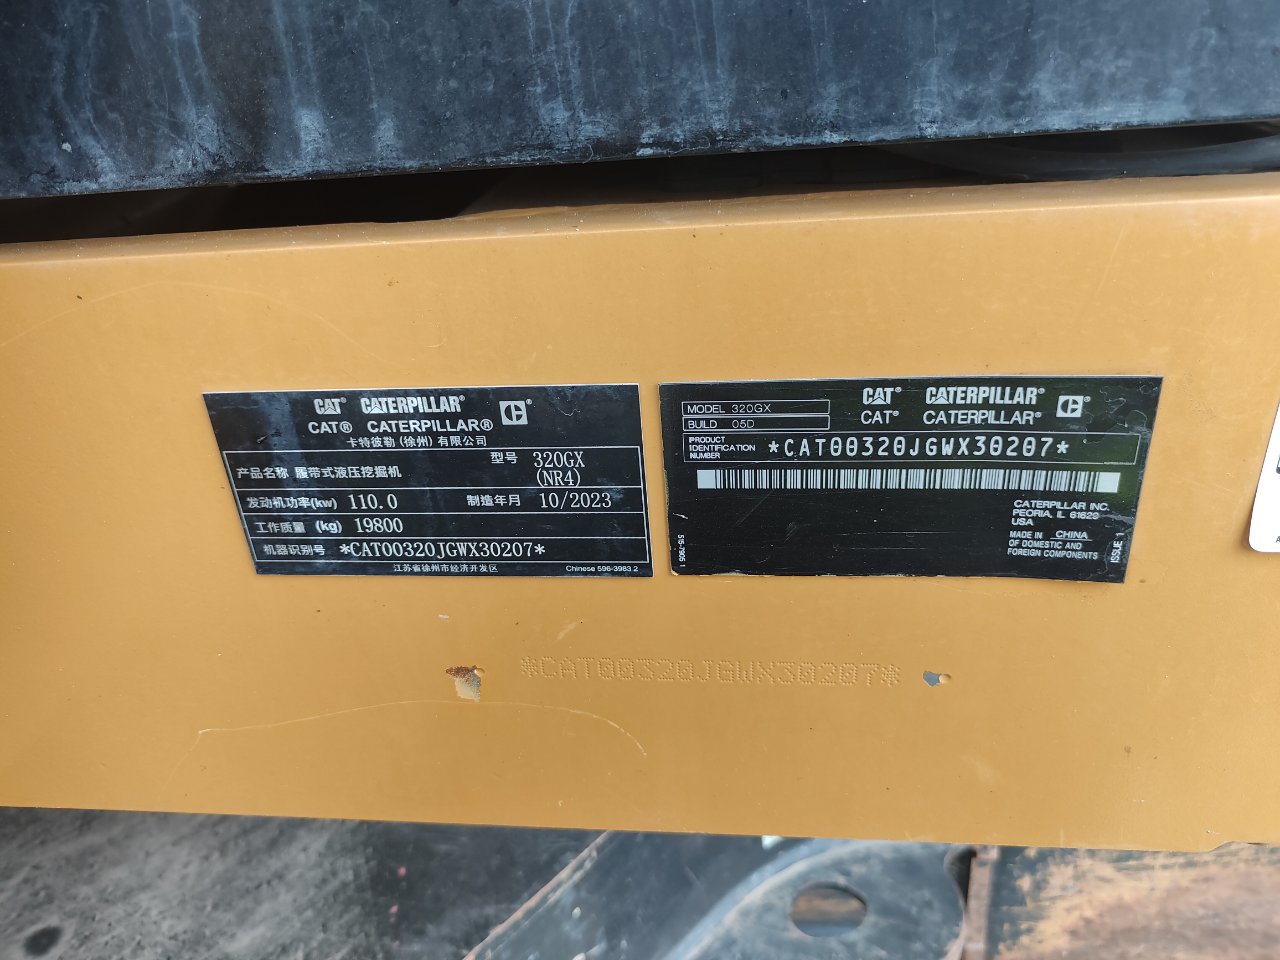 CAT® CATERPILLAR® C®
CAT® CATERPILLAR®
卡特彼勒 (徐州) 有限公司
产品名称 履带式液压挖掘机 型号 320GX
(NR4)
发动机功率(kw) 110.0 制造年月 10/2023
工作质量 (kg) 19800
机器识别号 *CAT00320JGWX30207*
江苏省徐州市经济开发区 Chinese 596-3983 2
CAT® CATERPILLAR® C®
CAT® CATERPILLAR®
MODEL 320GX
BUILD 05D
PRODUCT
IDENTIFICATION
NUMBER
*CAT00320JGWX30207*
CATERPILLAR INC.
PEORIA, IL 61629
USA
MADE IN CHINA
OF DOMESTIC AND
FOREIGN COMPONENTS
ISSUE 1
515-7905 1
*CAT00320JGWX30207*